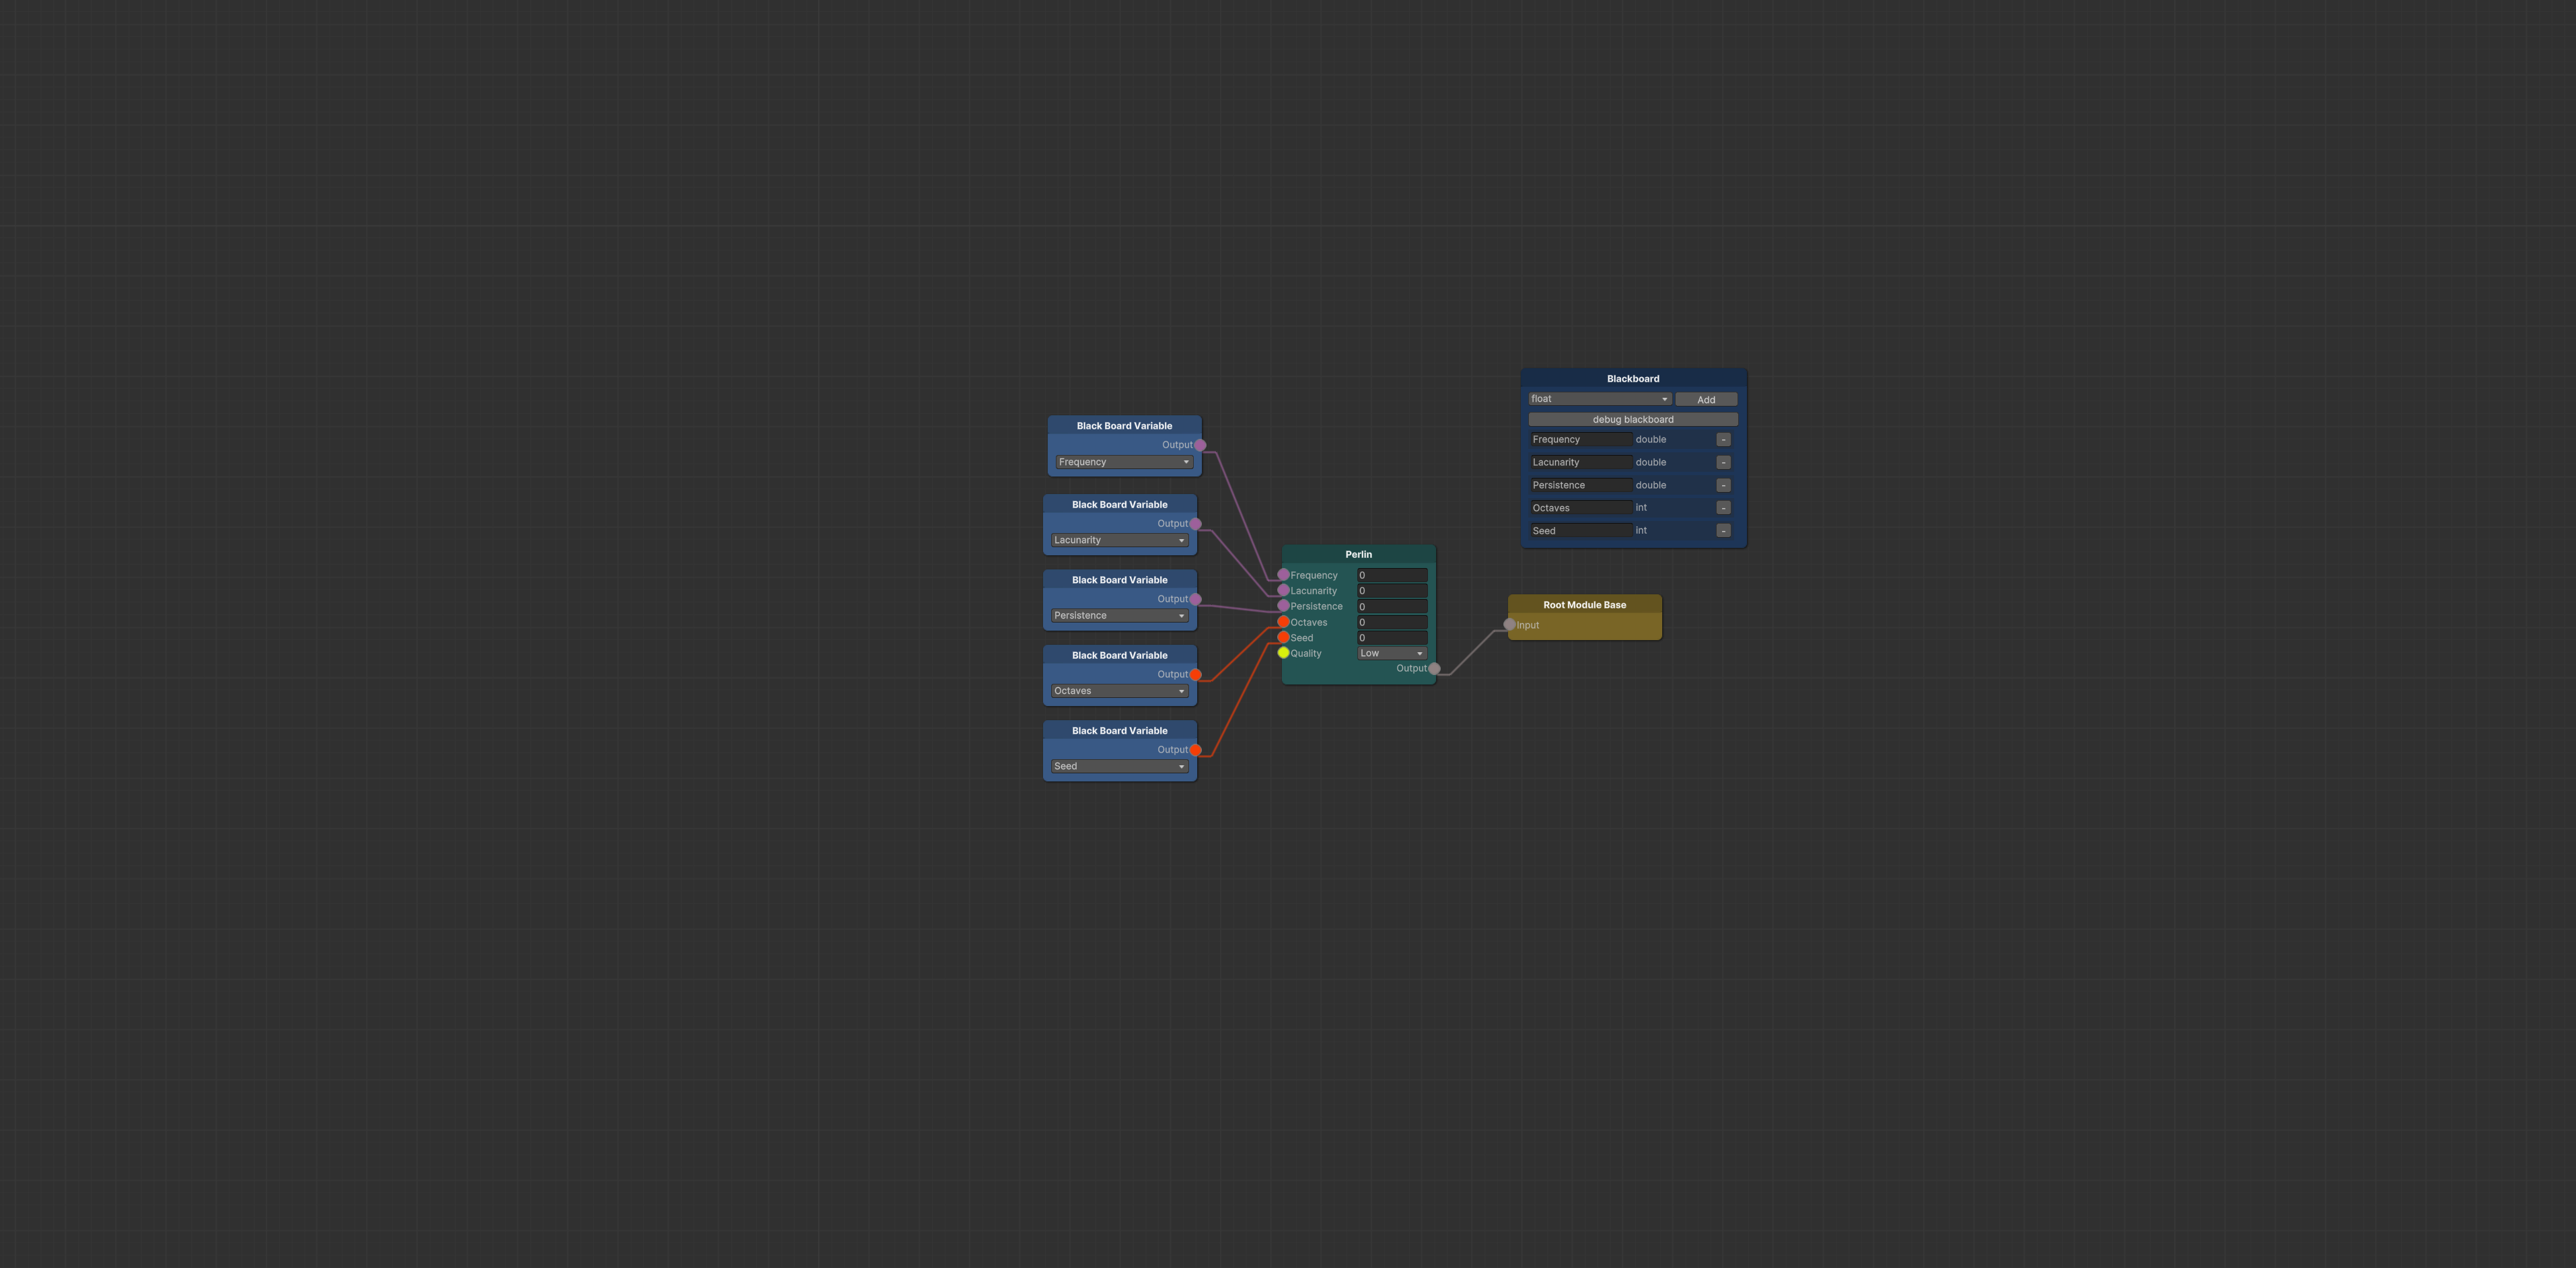 Black Board Variable
Output
Frequency
Black Board Variable
Output
Lacunarity
Black Board Variable
Output
Persistence
Black Board Variable
Output
Octaves
Black Board Variable
Output
Seed
Perlin
Frequency 0
Lacunarity 0
Persistence 0
Octaves 0
Seed 0
Quality Low
Output
Blackboard
float Add
debug blackboard
Frequency double -
Lacunarity double -
Persistence double -
Octaves int -
Seed int -
Root Module Base
Input